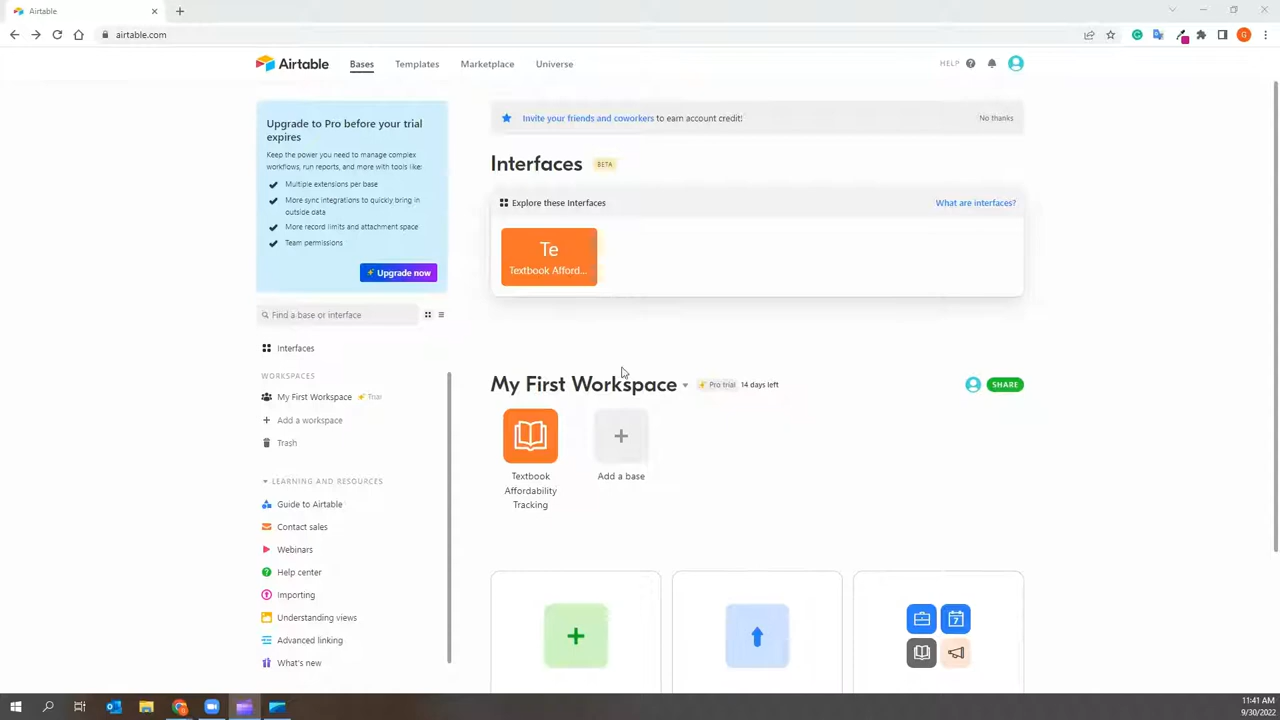 Airtable
airtable.com
Airtable
Bases
Templates
Marketplace
Universe
HELP
Upgrade to Pro before your trial
expires
Keep the power you need to manage complex
workflows, run reports, and more with tools like:
Multiple extensions per base
More sync integrations to quickly bring in
outside data
More record limits and attachment space
Team permissions
Upgrade now
Find a base or interface
Interfaces
WORKSPACES
My First Workspace Trial
Add a workspace
Trash
LEARNING AND RESOURCES
Guide to Airtable
Contact sales
Webinars
Help center
Importing
Understanding views
Advanced linking
What's new
Invite your friends and coworkers to earn account credit!
No thanks
Interfaces BETA
Explore these Interfaces
What are interfaces?
Te
Textbook Afford...
My First Workspace
Pro trial 14 days left
SHARE
Textbook
Affordability
Tracking
Add a base
7
G
11:41 AM
9/30/2022